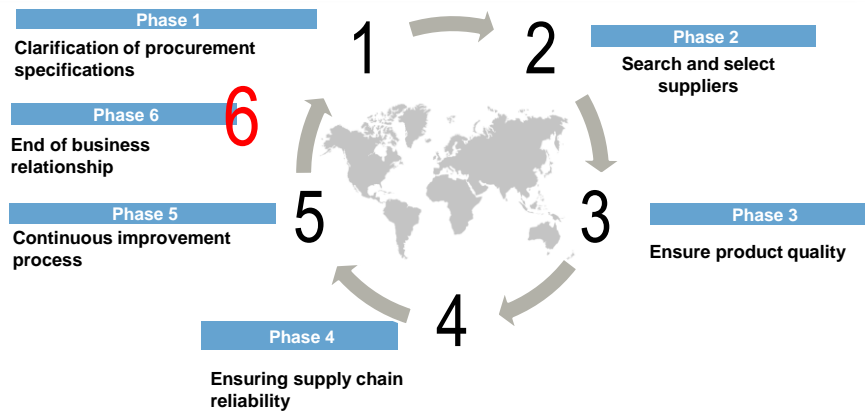 Phase 1
Clarification of procurement
specifications
1
2
Phase 2
Search and select
suppliers
Phase 6
6
End of business
relationship
Phase 5
5
Continuous improvement
process
3
Phase 3
Ensure product quality
4
Phase 4
Ensuring supply chain
reliability